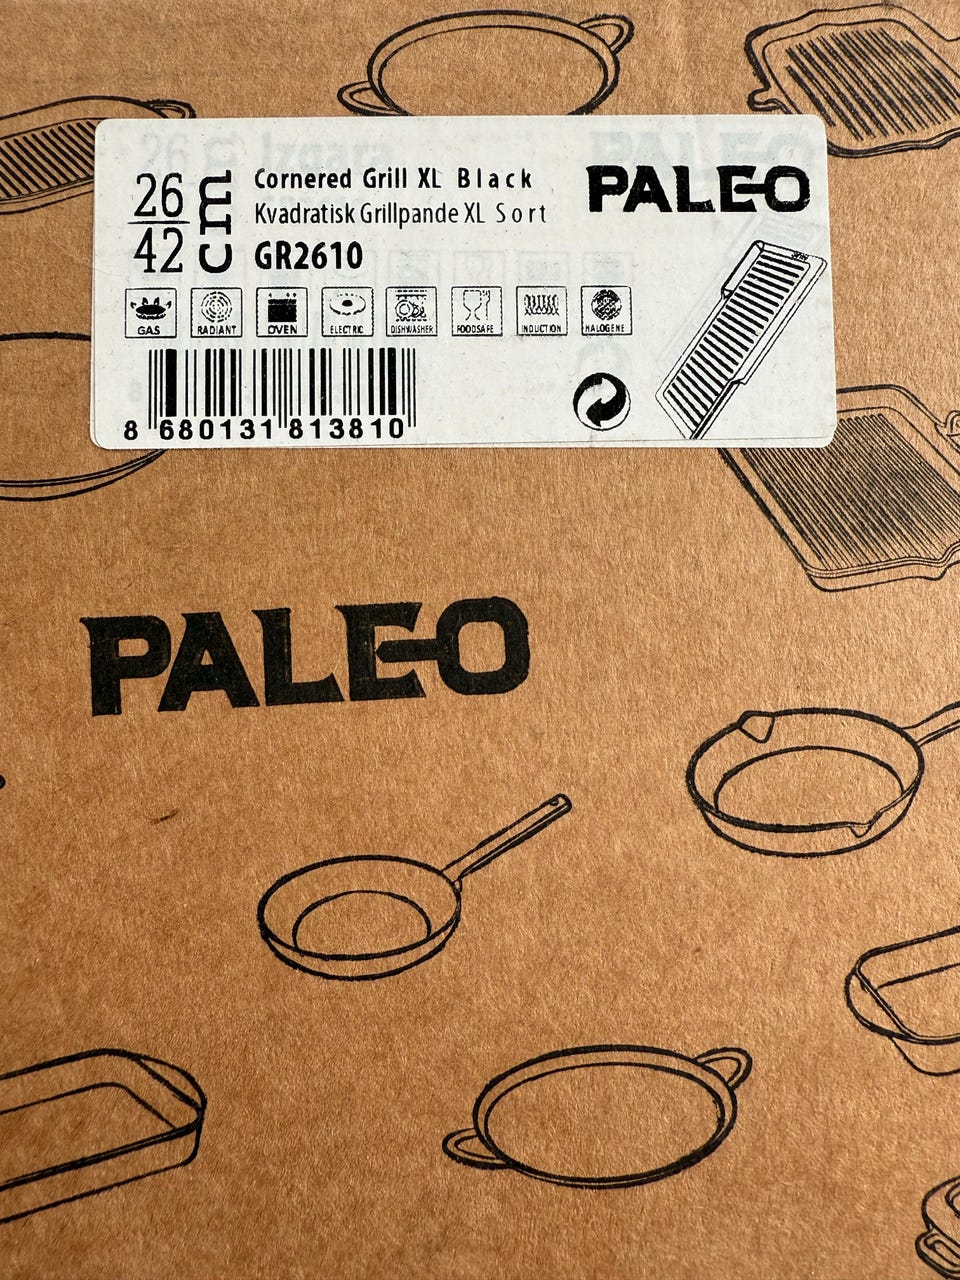 26
42
cm
Cornered Grill XL Black
Kvadratisk Grillpande XL Sort
GR2610
PALEO
GAS
RADIANT
OVEN
ELECTRIC
DISHWASHER
FOODSAFE
INDUCTION
HALOGENE
8 680131 813810
PALEO